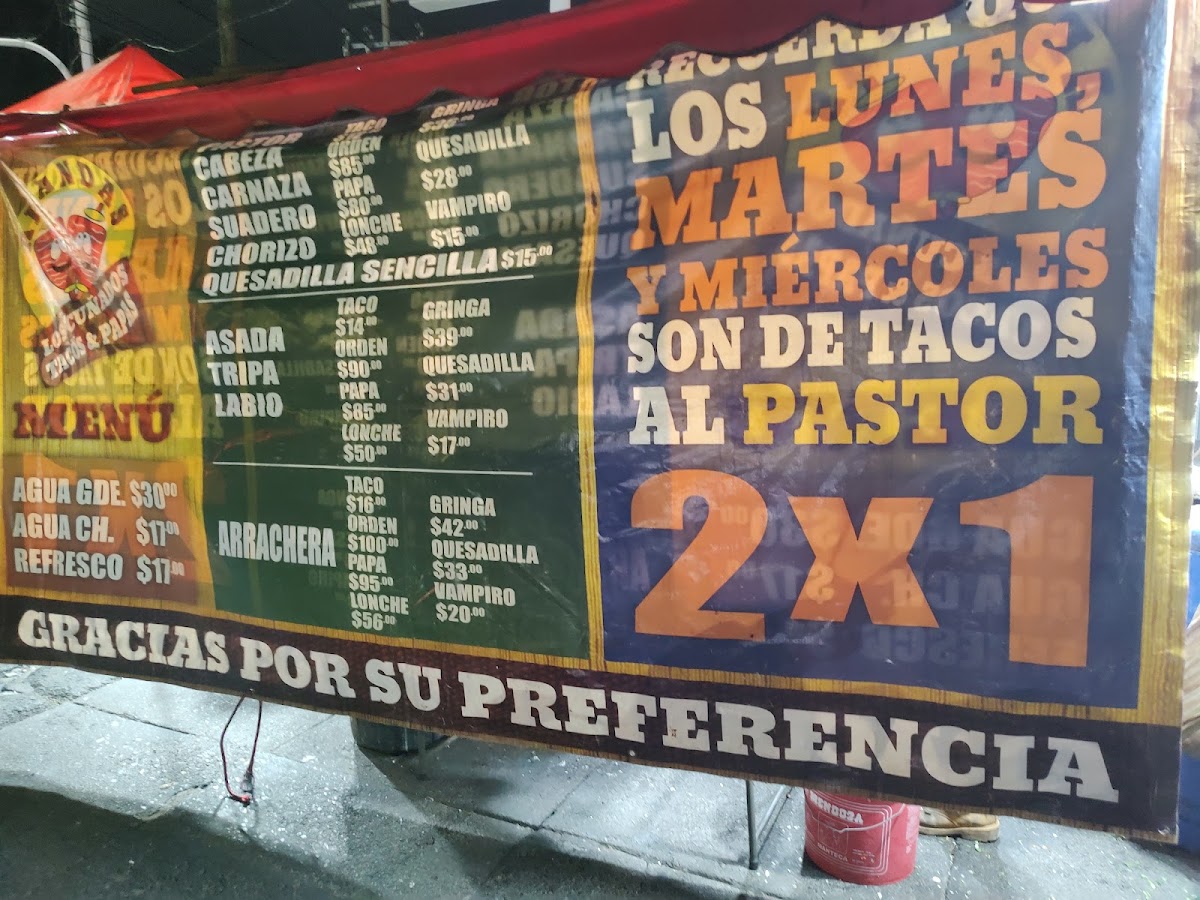 PASTOR
CABEZA
CARNAZA
SUADERO
CHORIZO
TACO
ORDEN
$85.00
PAPA
$80.00
LONCHE
$48.50
GRINGA
QUESADILLA
$28.00
VAMPIRO
$15.00
QUESADILLA SENCILLA $15.00
ASADA
TRIPA
LABIO
TACO
$14.00
ORDEN
$90.00
PAPA
$85.00
LONCHE
$50.00
GRINGA
$39.00
QUESADILLA
$31.00
VAMPIRO
$17.00
ARRACHERA
TACO
$16.00
ORDEN
$100.00
PAPA
$95.00
LONCHE
$56.00
GRINGA
$42.00
QUESADILLA
$33.00
VAMPIRO
$20.00
TACOS & PAPAS
MENÚ
AGUA GDE. $30.00
AGUA CH. $17.00
REFRESCO $17.00
RECUERDA QUE
LOS LUNES,
MARTES
Y MIÉRCOLES
SON DE TACOS
AL PASTOR
2x1
GRACIAS POR SU PREFERENCIA
MENDOZA
MANTECA